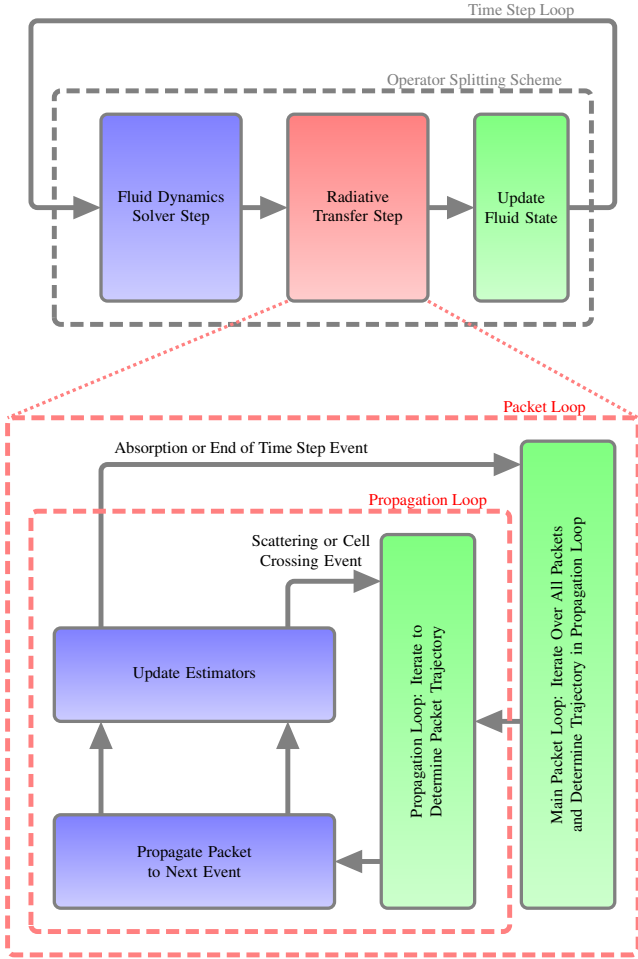 Time Step Loop
Operator Splitting Scheme
Fluid Dynamics
Solver Step
Radiative
Transfer Step
Update
Fluid State
Packet Loop
Absorption or End of Time Step Event
Propagation Loop
Scattering or Cell
Crossing Event
Update Estimators
Propagate Packet
to Next Event
Propagation Loop: Iterate to
Determine Packet Trajectory
Main Packet Loop: Iterate Over All Packets
and Determine Trajectory in Propagation Loop